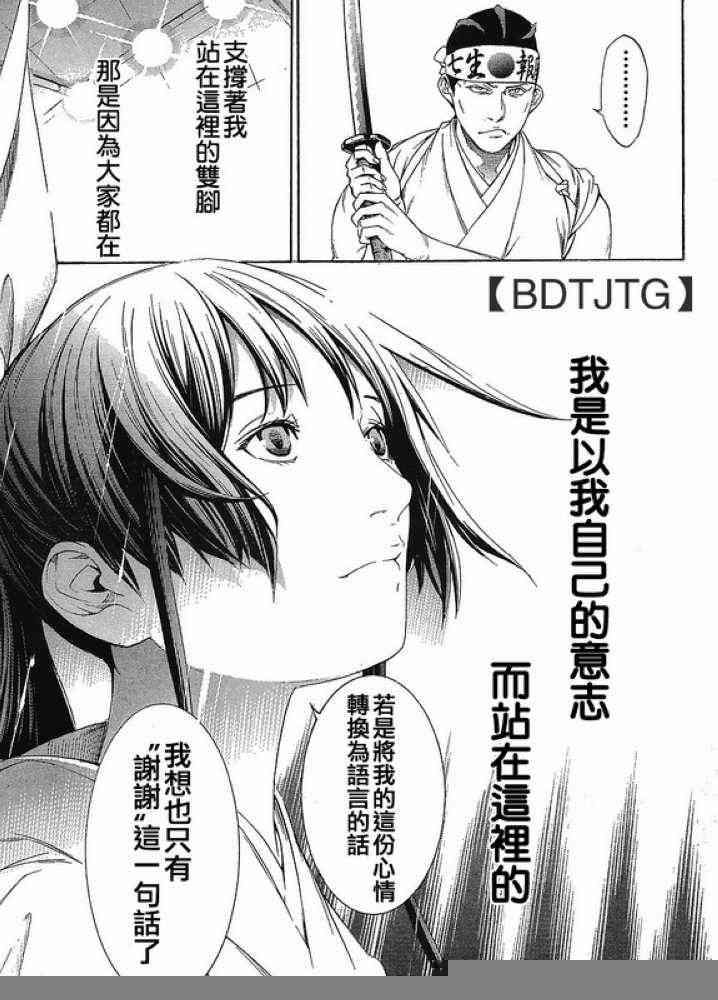 …………
七生●報
支撐著我
站在這裡的雙腳
那是因為大家都在
【BDTJTG】
我是以我自己的意志
而站在這裡的
若是將我的這份心情
轉換為語言的話
我想也只有
"謝謝"這一句話了